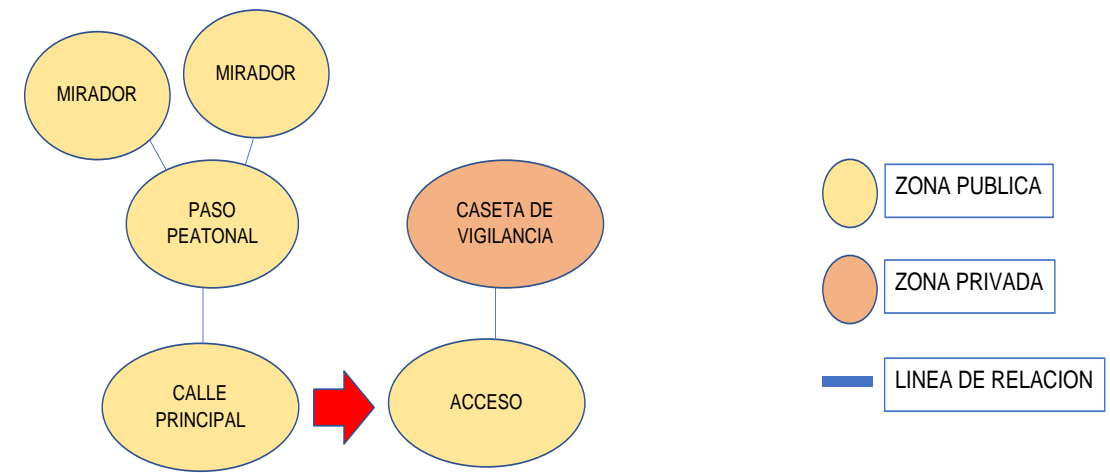 MIRADOR
MIRADOR
PASO
PEATONAL
CASETA DE
VIGILANCIA
CALLE
PRINCIPAL
ACCESO
ZONA PUBLICA
ZONA PRIVADA
LINEA DE RELACION